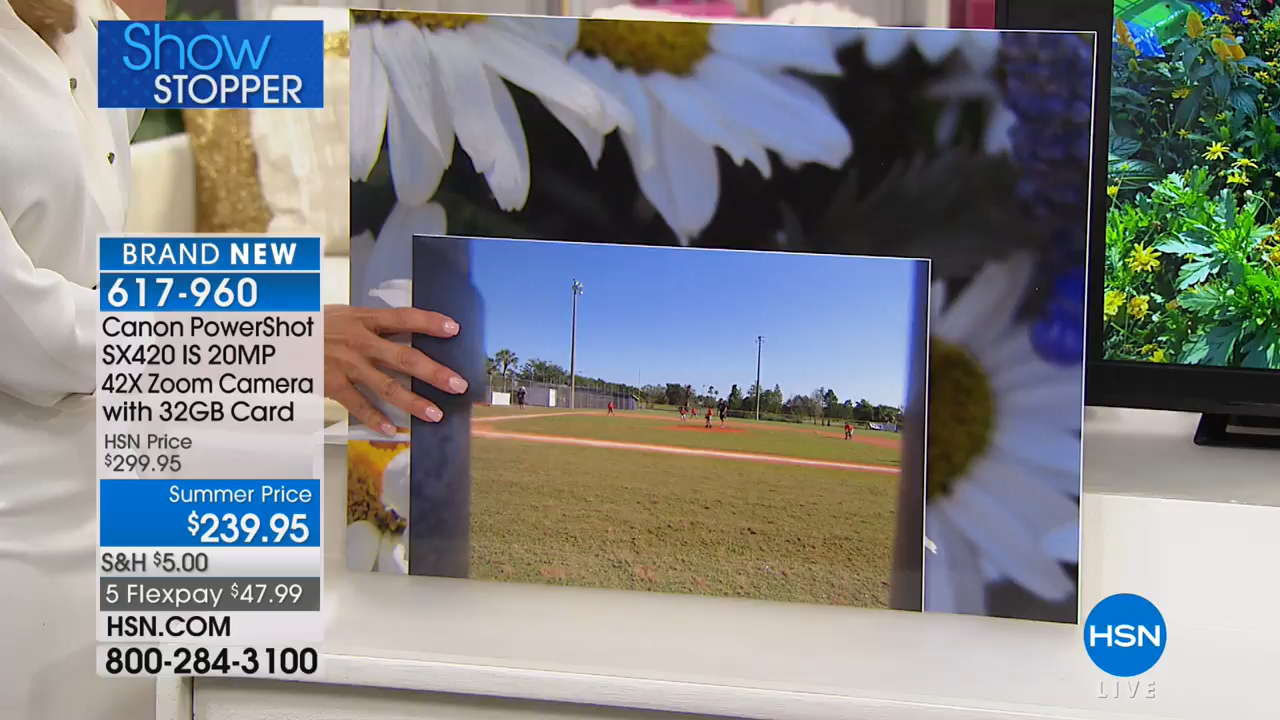 Show
STOPPER
BRAND NEW
617-960
Canon PowerShot
SX420 IS 20MP
42X Zoom Camera
with 32GB Card
HSN Price
$299.95
Summer Price
$239.95
S&H $5.00
5 Flexpay $47.99
HSN.COM
800-284-3100
HSN
LIVE